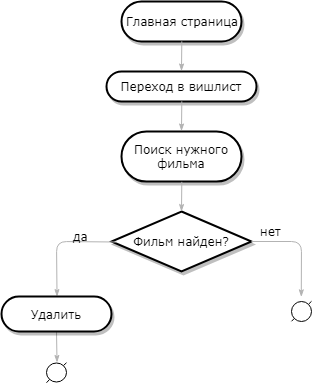 Главная страница
Переход в вишлист
Поиск нужного
фильма
Фильм найден?
да
нет
Удалить